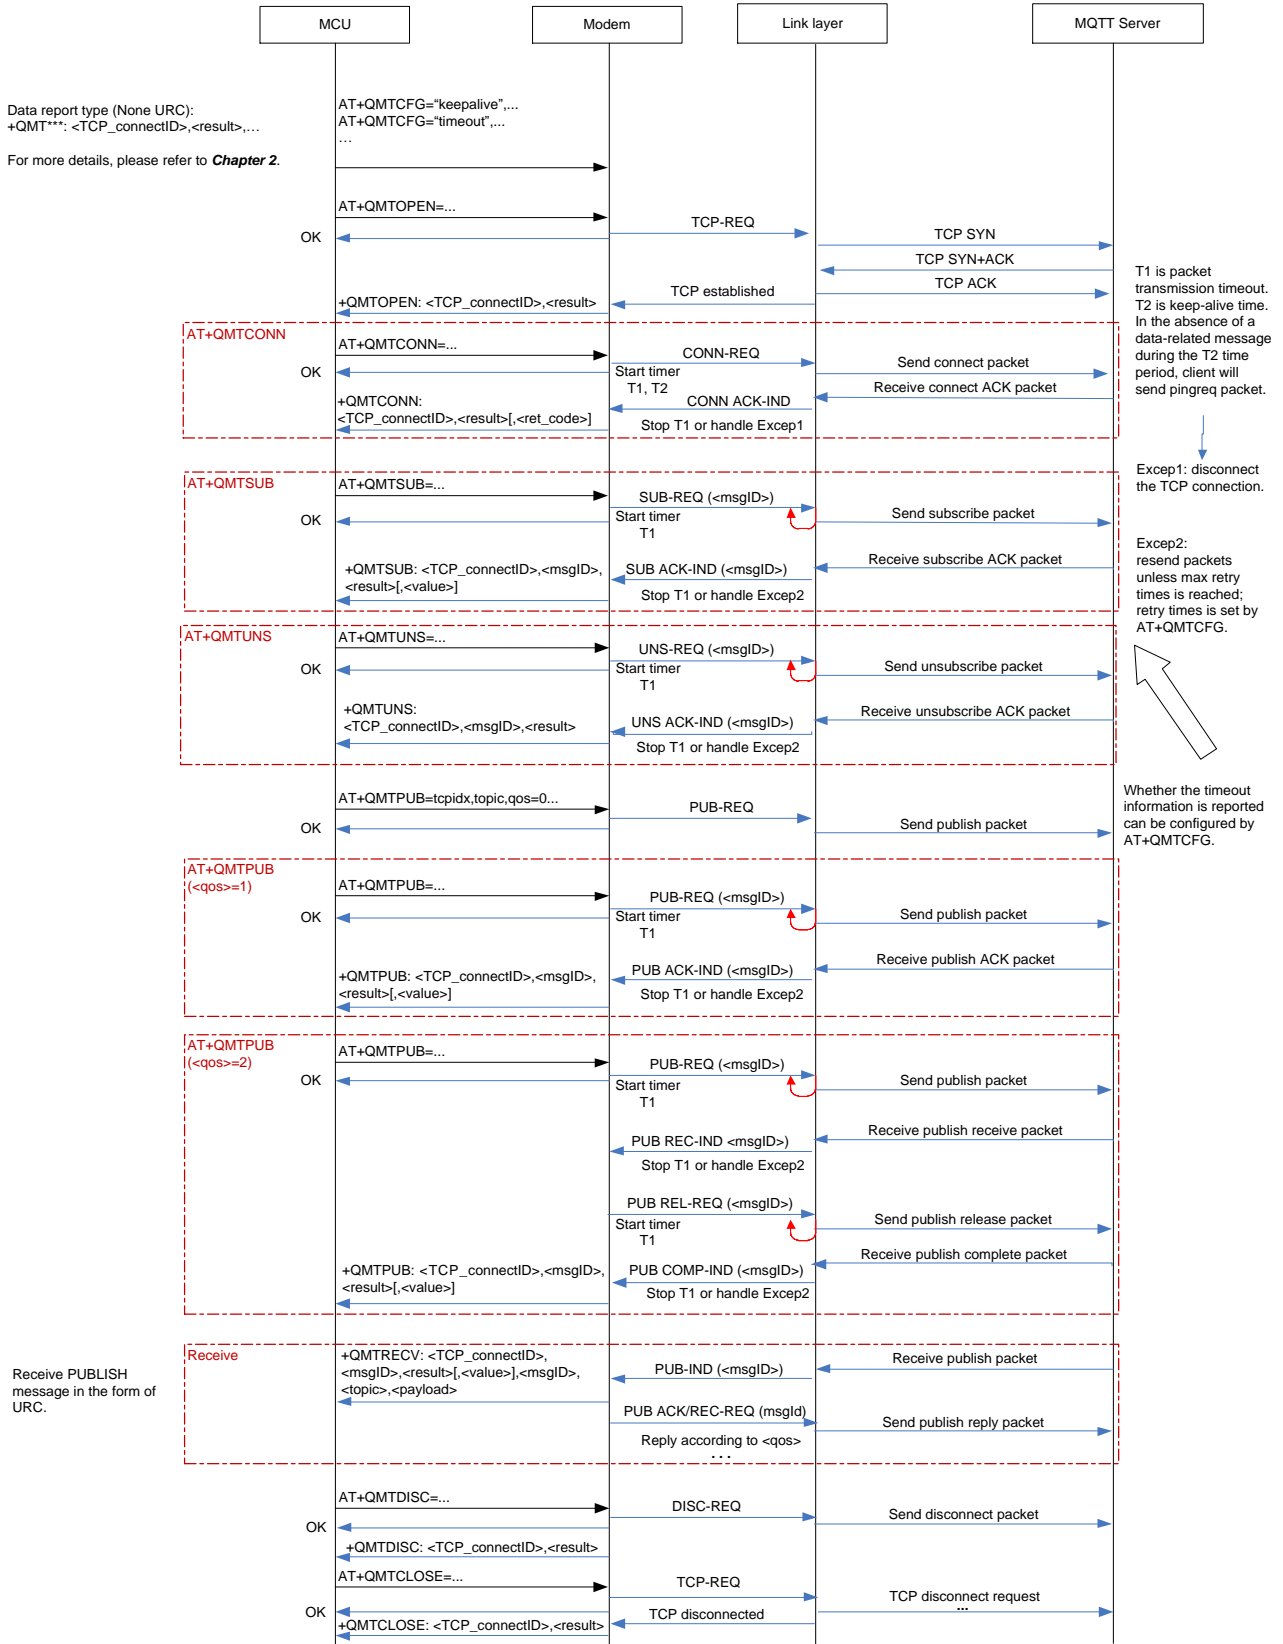 MCU
Modem
Link layer
MQTT Server
Data report type (None URC):
+QMT***: <TCP_connectID>,<result>,…
For more details, please refer to Chapter 2.
AT+QMTCFG=“keepalive”,...
AT+QMTCFG=“timeout”,...
…
AT+QMTOPEN=...
OK
TCP-REQ
TCP SYN
TCP SYN+ACK
TCP ACK
TCP established
+QMTOPEN: <TCP_connectID>,<result>
T1 is packet
transmission timeout.
T2 is keep-alive time.
In the absence of a
data-related message
during the T2 time
period, client will
send pingreq packet.
AT+QMTCONN
AT+QMTCONN=...
OK
CONN-REQ
Start timer
T1, T2
Send connect packet
Receive connect ACK packet
CONN ACK-IND
Stop T1 or handle Excep1
+QMTCONN:
<TCP_connectID>,<result>[,<ret_code>]
Excep1: disconnect
the TCP connection.
AT+QMTSUB
AT+QMTSUB=...
OK
SUB-REQ (<msgID>)
Start timer
T1
Send subscribe packet
Receive subscribe ACK packet
SUB ACK-IND (<msgID>)
Stop T1 or handle Excep2
+QMTSUB: <TCP_connectID>,<msgID>,
<result>[,<value>]
Excep2:
resend packets
unless max retry
times is reached;
retry times is set by
AT+QMTCFG.
AT+QMTUNS
AT+QMTUNS=...
OK
UNS-REQ (<msgID>)
Start timer
T1
Send unsubscribe packet
Receive unsubscribe ACK packet
UNS ACK-IND (<msgID>)
Stop T1 or handle Excep2
+QMTUNS:
<TCP_connectID>,<msgID>,<result>
AT+QMTPUB=tcpidx,topic,qos=0...
OK
PUB-REQ
Send publish packet
Whether the timeout
information is reported
can be configured by
AT+QMTCFG.
AT+QMTPUB
(<qos>=1)
AT+QMTPUB=...
OK
PUB-REQ (<msgID>)
Start timer
T1
Send publish packet
Receive publish ACK packet
PUB ACK-IND (<msgID>)
Stop T1 or handle Excep2
+QMTPUB: <TCP_connectID>,<msgID>,
<result>[,<value>]
AT+QMTPUB
(<qos>=2)
AT+QMTPUB=...
OK
PUB-REQ (<msgID>)
Start timer
T1
Send publish packet
Receive publish receive packet
PUB REC-IND <msgID>)
Stop T1 or handle Excep2
PUB REL-REQ (<msgID>)
Start timer
T1
Send publish release packet
Receive publish complete packet
PUB COMP-IND (<msgID>)
Stop T1 or handle Excep2
+QMTPUB: <TCP_connectID>,<msgID>,
<result>[,<value>]
Receive PUBLISH
message in the form of
URC.
Receive
+QMTRECV: <TCP_connectID>,
<msgID>,<result>[,<value>],<msgID>,
<topic>,<payload>
PUB-IND (<msgID>)
Receive publish packet
PUB ACK/REC-REQ (msgId)
Send publish reply packet
Reply according to <qos>
...
AT+QMTDISC=...
OK
DISC-REQ
Send disconnect packet
+QMTDISC: <TCP_connectID>,<result>
AT+QMTCLOSE=...
OK
TCP-REQ
TCP disconnect request
...
TCP disconnected
+QMTCLOSE: <TCP_connectID>,<result>